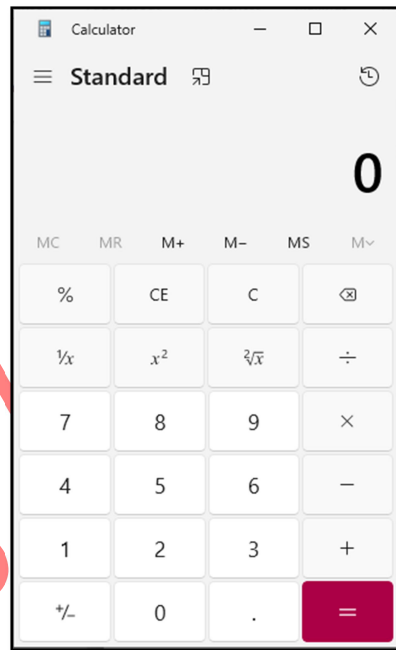 Calculator
Standard
0
MC MR M+ M− MS M
% CE C
¹/x x² ²√x ÷
7 8 9 ×
4 5 6 −
1 2 3 +
+/− 0 . =